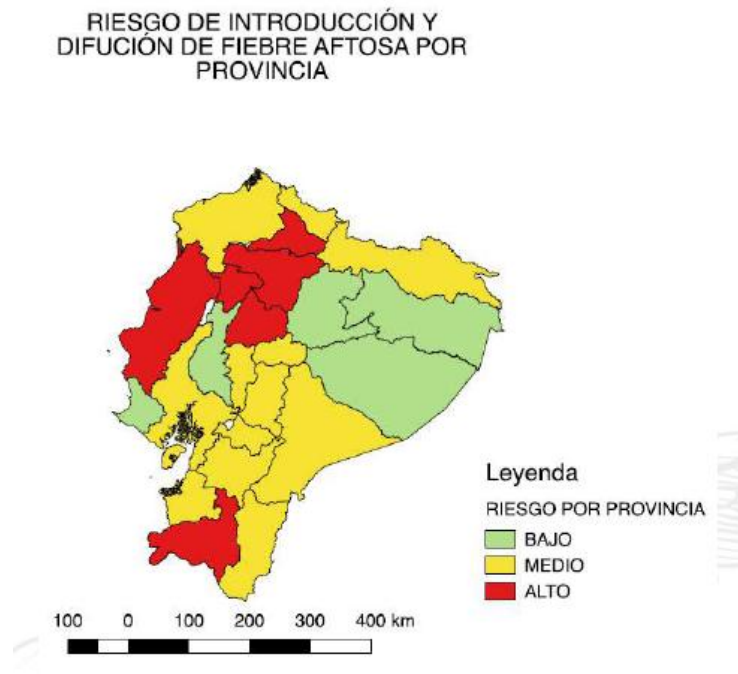 RIESGO DE INTRODUCCIÓN Y
DIFUCIÓN DE FIEBRE AFTOSA POR
PROVINCIA
Leyenda
RIESGO POR PROVINCIA
BAJO
MEDIO
ALTO
100 0 100 200 300 400 km